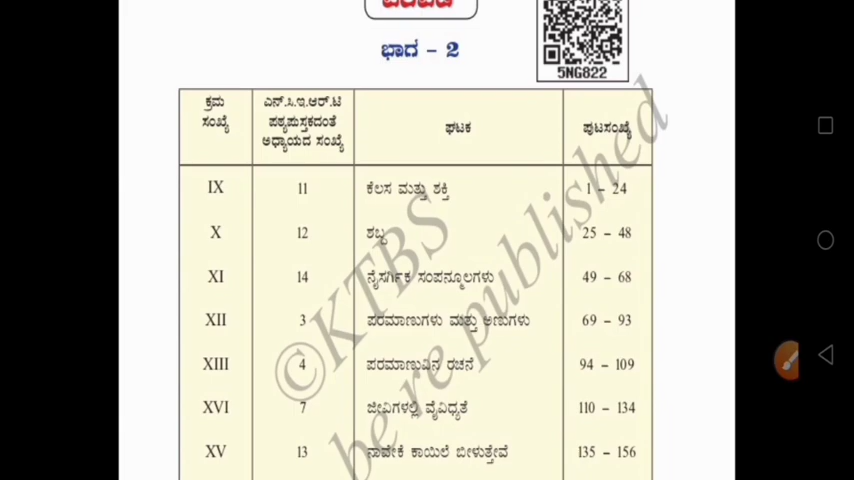 ಭಾಗ – 2
5NG822
ಕ್ರಮ ಸಂಖ್ಯೆ	ಎನ್.ಸಿ.ಇ.ಆರ್.ಟಿ ಪಠ್ಯಪುಸ್ತಕದಂತೆ ಅಧ್ಯಾಯದ ಸಂಖ್ಯೆ	ಘಟಕ	ಪುಟಸಂಖ್ಯೆ
IX	11	ಕೆಲಸ ಮತ್ತು ಶಕ್ತಿ	1 – 24
X	12	ಶಬ್ದ	25 – 48
XI	14	ನೈಸರ್ಗಿಕ ಸಂಪನ್ಮೂಲಗಳು	49 – 68
XII	3	ಪರಮಾಣುಗಳು ಮತ್ತು ಅಣುಗಳು	69 – 93
XIII	4	ಪರಮಾಣುವಿನ ರಚನೆ	94 – 109
XVI	7	ಜೀವಿಗಳಲ್ಲಿ ವೈವಿಧ್ಯತೆ	110 – 134
XV	13	ನಾವೇಕೆ ಕಾಯಿಲೆ ಬೀಳುತ್ತೇವೆ	135 – 156
©KTBS
be republished